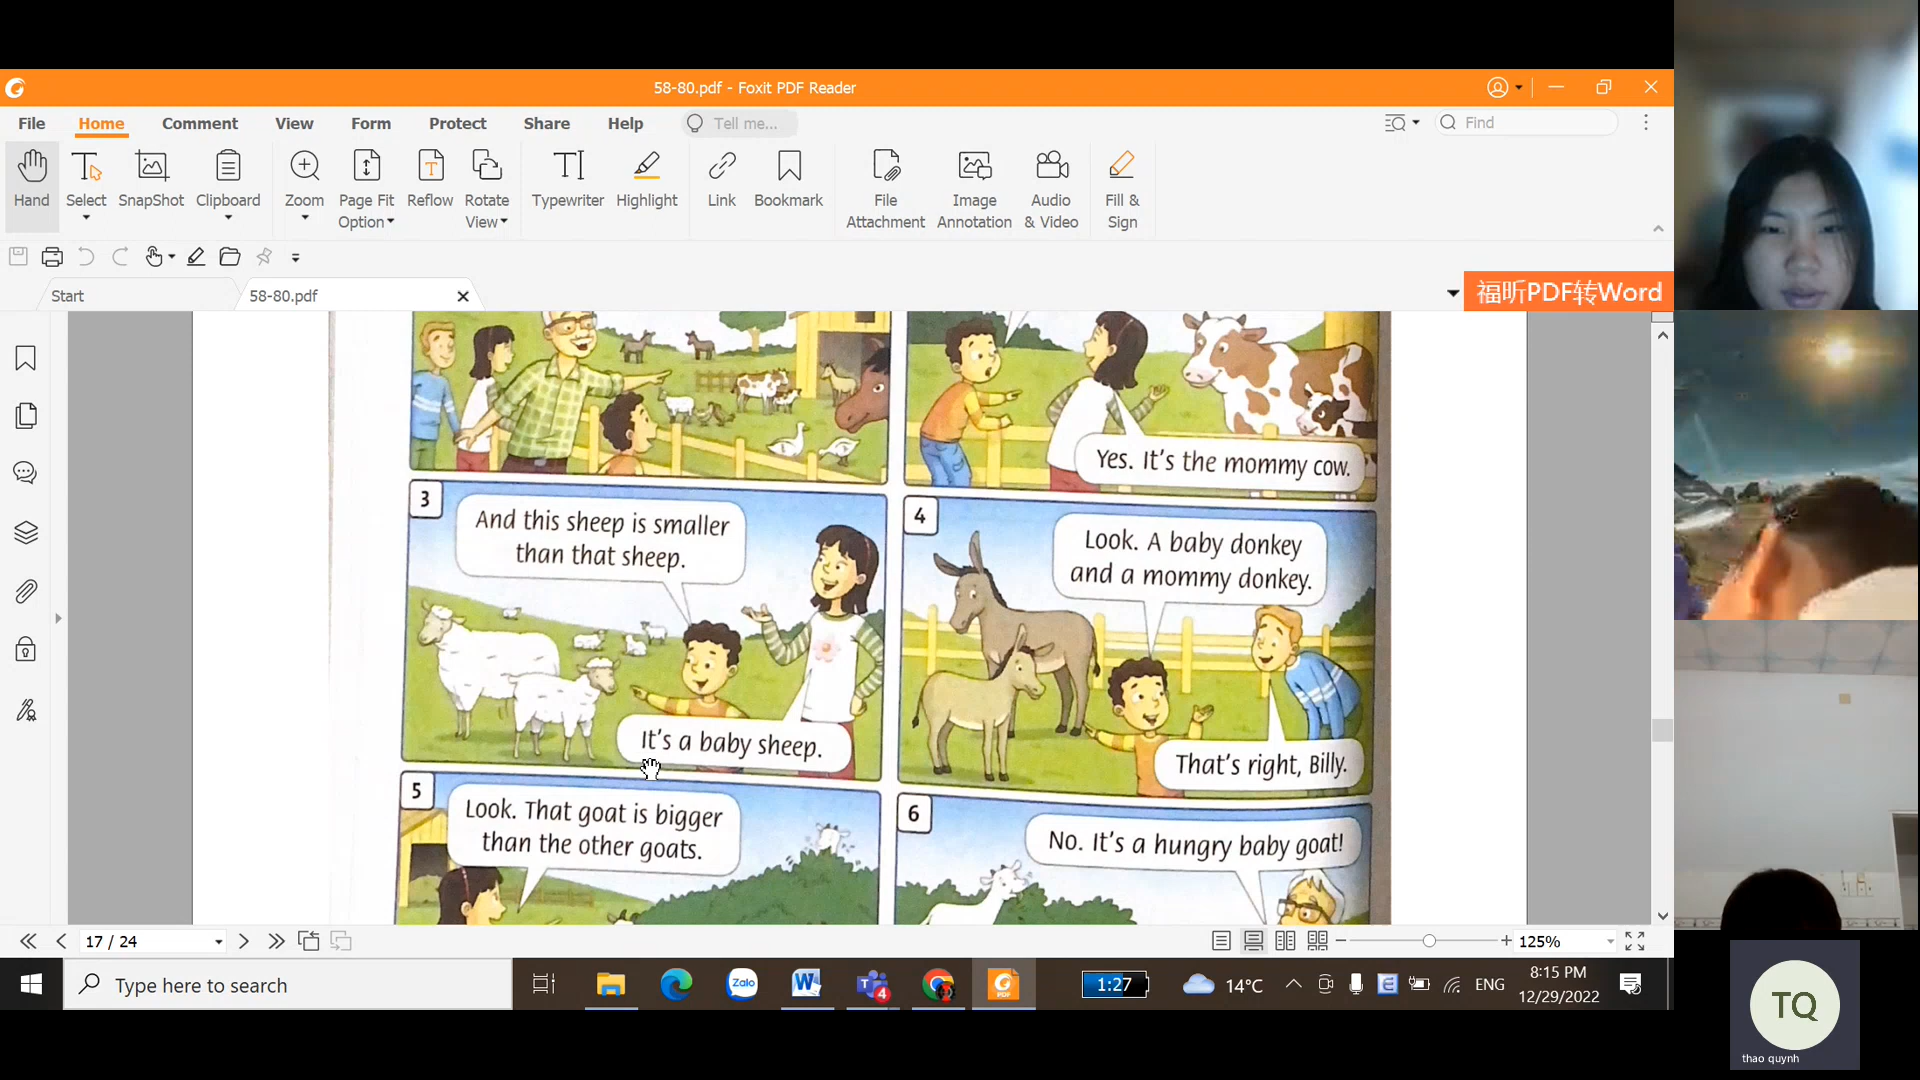 58-80.pdf - Foxit PDF Reader
File Home Comment View Form Protect Share Help Tell me... Find
Hand Select SnapShot Clipboard Zoom Page Fit Option Reflow Rotate View Typewriter Highlight Link Bookmark File Attachment Image Annotation Audio & Video Fill & Sign
Start 58-80.pdf 福昕PDF转Word
Yes. It's the mommy cow.
3
And this sheep is smaller
than that sheep.
It's a baby sheep.
4
Look. A baby donkey
and a mommy donkey.
That's right, Billy.
5
Look. That goat is bigger
than the other goats.
6
No. It's a hungry baby goat!
17 / 24 125%
Type here to search
Zalo
W
4
PDF
1:27
14°C
ENG
8:15 PM
12/29/2022
TQ
thao quynh